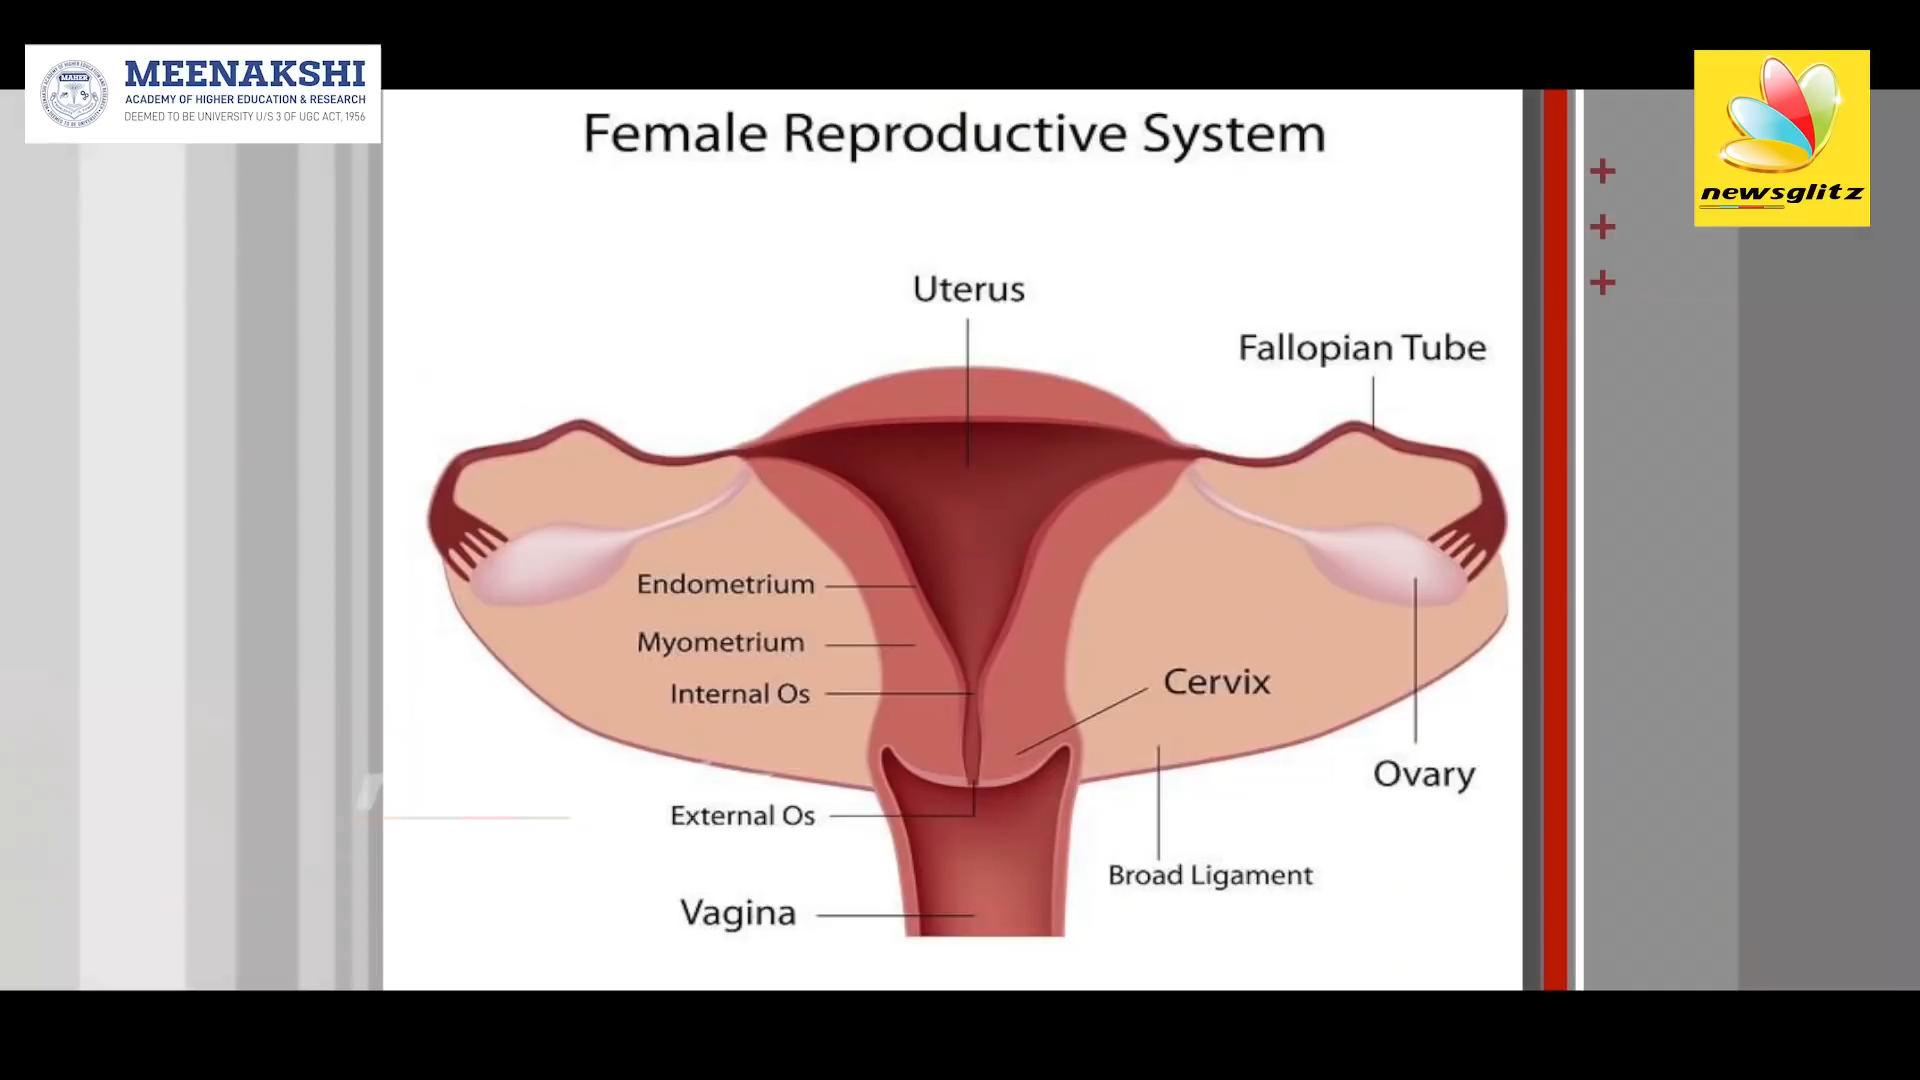 MEENAKSHI
ACADEMY OF HIGHER EDUCATION & RESEARCH
DEEMED TO BE UNIVERSITY U/S 3 OF UGC ACT, 1956
MAHER
newsglitz
Female Reproductive System
Uterus
Fallopian Tube
Endometrium
Myometrium
Internal Os
Cervix
Ovary
External Os
Broad Ligament
Vagina